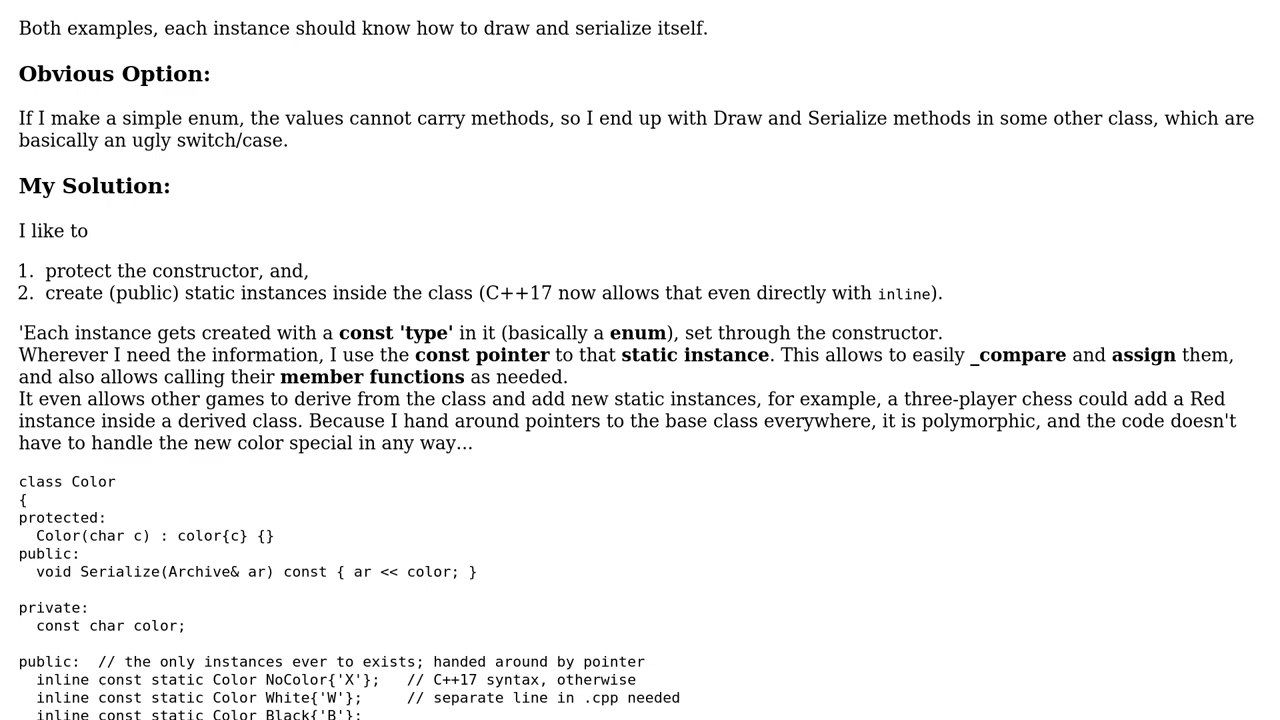 Both examples, each instance should know how to draw and serialize itself.
Obvious Option:
If I make a simple enum, the values cannot carry methods, so I end up with Draw and Serialize methods in some other class, which are
basically an ugly switch/case.
My Solution:
I like to
1. protect the constructor, and,
2. create (public) static instances inside the class (C++17 now allows that even directly with inline).
'Each instance gets created with a const 'type' in it (basically a enum), set through the constructor.
Wherever I need the information, I use the const pointer to that static instance. This allows to easily _compare and assign them,
and also allows calling their member functions as needed.
It even allows other games to derive from the class and add new static instances, for example, a three-player chess could add a Red
instance inside a derived class. Because I hand around pointers to the base class everywhere, it is polymorphic, and the code doesn't
have to handle the new color special in any way...
class Color
{
protected:
  Color(char c) : color{c} {}
public:
  void Serialize(Archive& ar) const { ar << color; }
private:
  const char color;
public:  // the only instances ever to exists; handed around by pointer
  inline const static Color NoColor{'X'};   // C++17 syntax, otherwise
  inline const static Color White{'W'};     // separate line in .cpp needed
  inline const static Color Black{'B'};